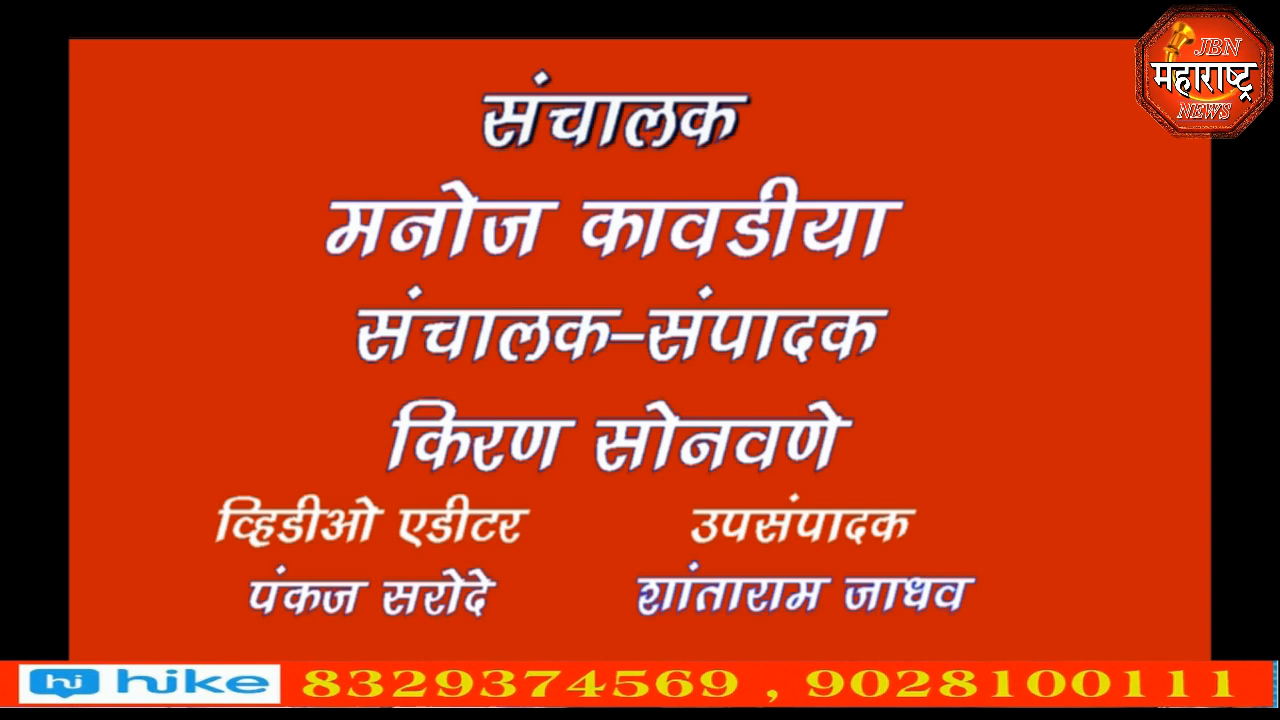 JBN
महाराष्ट्र
NEWS
संचालक
मनोज कावडीया
संचालक-संपादक
किरण सोनवणे
व्हिडीओ एडीटर
उपसंपादक
पंकज सरोदे
शांताराम जाधव
hi hike 8329374569 , 9028100111